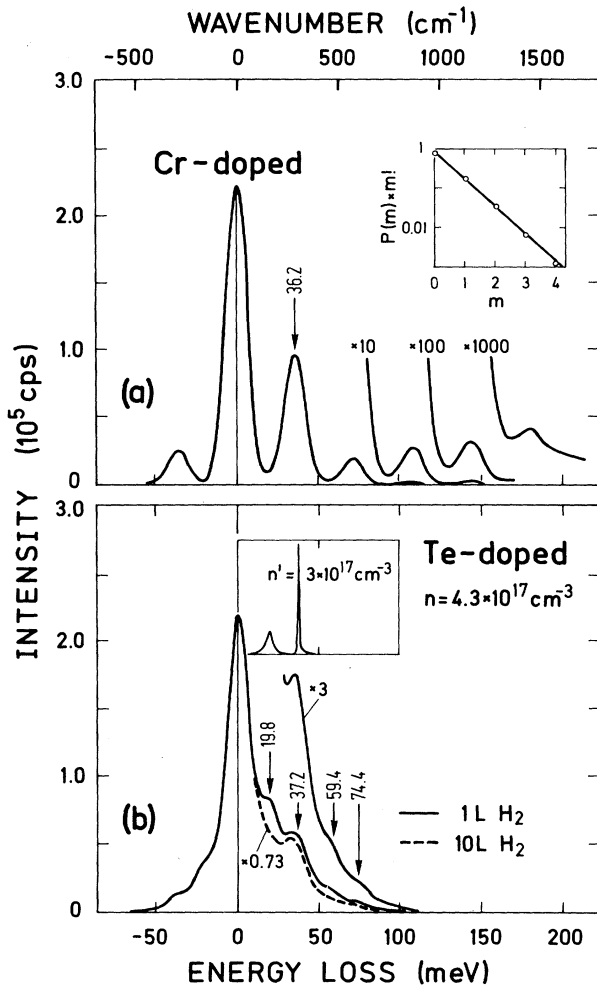 WAVENUMBER (cm⁻¹)
-500 0 500 1000 1500
3.0
2.0
1.0
0
Cr-doped
36.2
×10 ×100 ×1000
(a)
P(m)×m!
1
0.01
0 1 2 3 4
m
INTENSITY (10⁵ cps)
3.0
2.0
1.0
0
Te-doped
n=4.3×10¹⁷cm⁻³
n' = 3×10¹⁷cm⁻³
×3
19.8
37.2
59.4
74.4
×0.73
(b)
1L H₂
10L H₂
-50 0 50 100 150 200
ENERGY LOSS (meV)